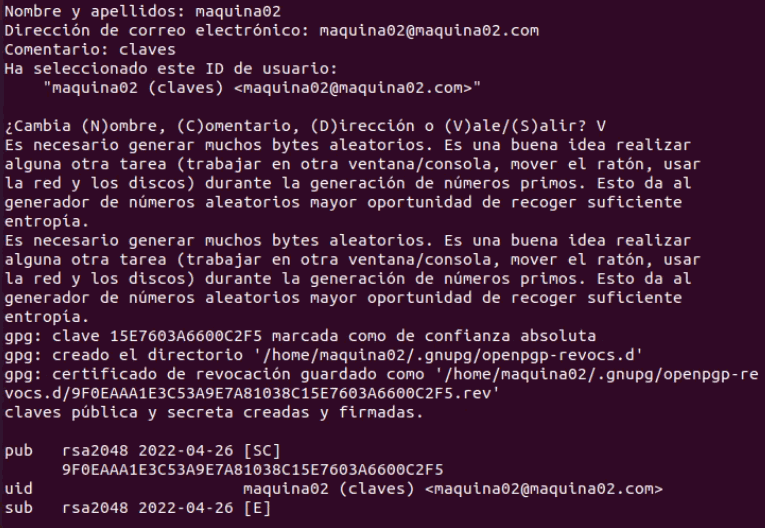 Nombre y apellidos: maquina02
Dirección de correo electrónico: maquina02@maquina02.com
Comentario: claves
Ha seleccionado este ID de usuario:
    "maquina02 (claves) <maquina02@maquina02.com>"

¿Cambia (N)ombre, (C)omentario, (D)irección o (V)ale/(S)alir? V
Es necesario generar muchos bytes aleatorios. Es una buena idea realizar
alguna otra tarea (trabajar en otra ventana/consola, mover el ratón, usar
la red y los discos) durante la generación de números primos. Esto da al
generador de números aleatorios mayor oportunidad de recoger suficiente
entropía.
Es necesario generar muchos bytes aleatorios. Es una buena idea realizar
alguna otra tarea (trabajar en otra ventana/consola, mover el ratón, usar
la red y los discos) durante la generación de números primos. Esto da al
generador de números aleatorios mayor oportunidad de recoger suficiente
entropía.
gpg: clave 15E7603A6600C2F5 marcada como de confianza absoluta
gpg: creado el directorio '/home/maquina02/.gnupg/openpgp-revocs.d'
gpg: certificado de revocación guardado como '/home/maquina02/.gnupg/openpgp-re
vocs.d/9F0EAAA1E3C53A9E7A81038C15E7603A6600C2F5.rev'
claves pública y secreta creadas y firmadas.

pub   rsa2048 2022-04-26 [SC]
      9F0EAAA1E3C53A9E7A81038C15E7603A6600C2F5
uid                      maquina02 (claves) <maquina02@maquina02.com>
sub   rsa2048 2022-04-26 [E]